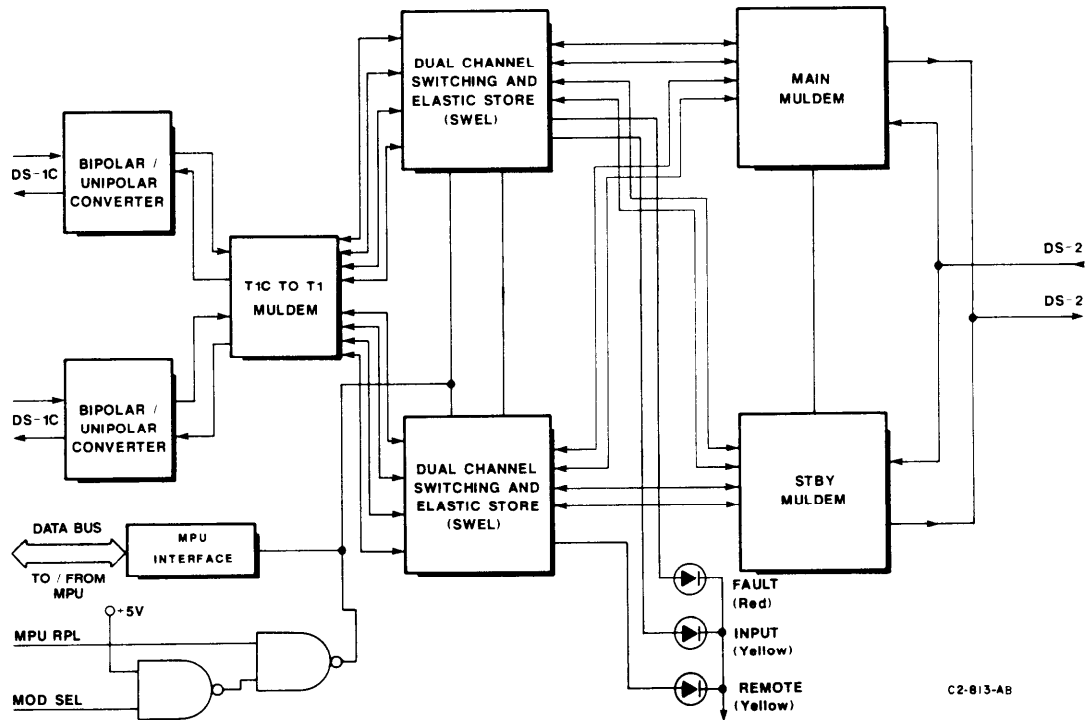 DUAL CHANNEL
SWITCHING AND
ELASTIC STORE
(SWEL)
MAIN
MULDEM
DS-1C
BIPOLAR /
UNIPOLAR
CONVERTER
T1C TO T1
MULDEM
DS-2
DS-2
DS-1C
BIPOLAR /
UNIPOLAR
CONVERTER
DUAL CHANNEL
SWITCHING AND
ELASTIC STORE
(SWEL)
STBY
MULDEM
DATA BUS
TO / FROM
MPU
MPU
INTERFACE
+5V
MPU RPL
MOD SEL
FAULT
(Red)
INPUT
(Yellow)
REMOTE
(Yellow)
C2-813-AB